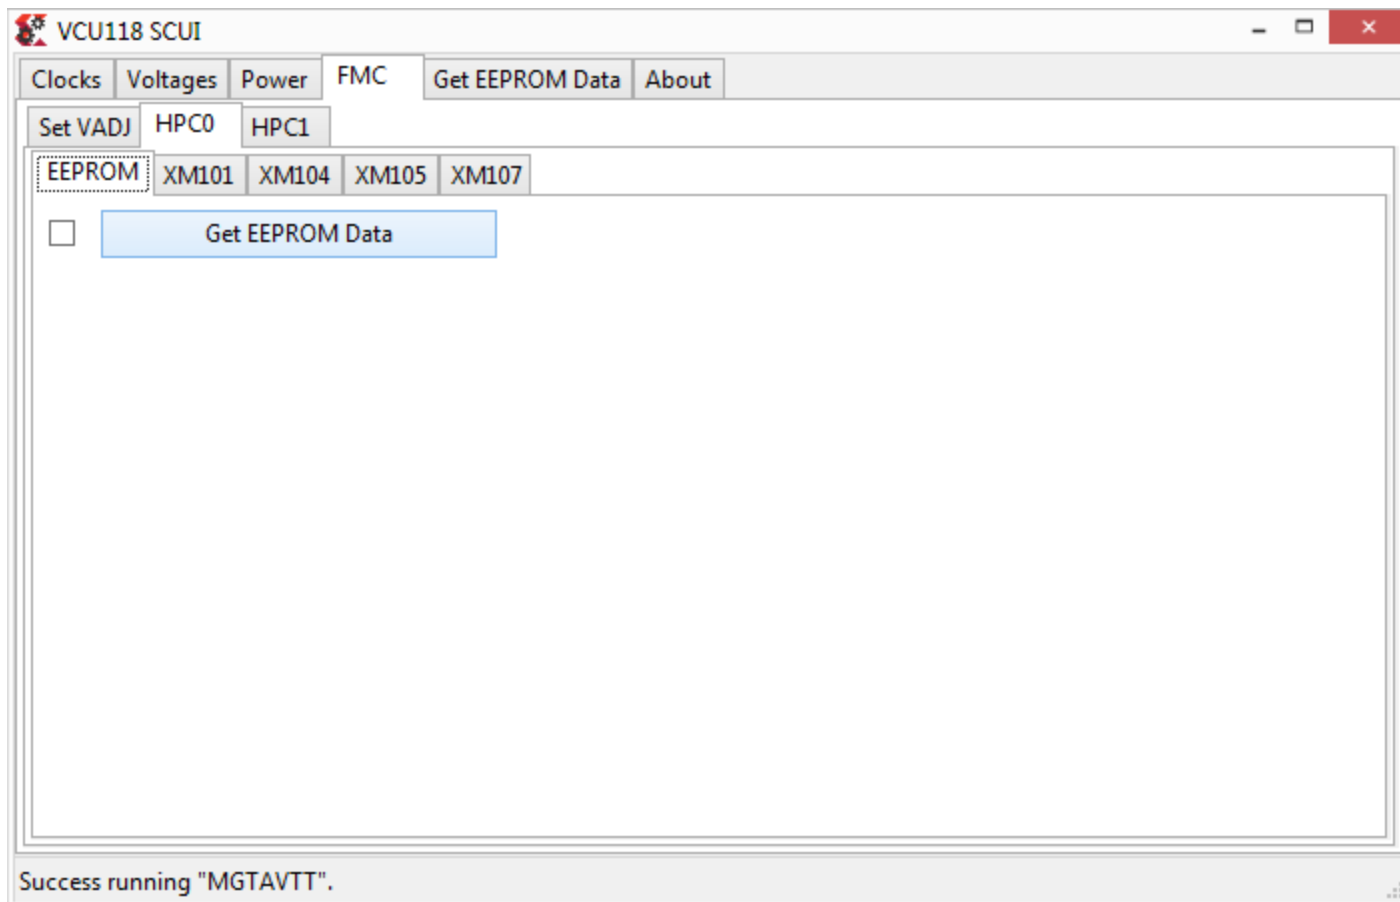 VCU118 SCUI
Clocks Voltages Power FMC Get EEPROM Data About
Set VADJ HPC0 HPC1
EEPROM XM101 XM104 XM105 XM107
Get EEPROM Data
Success running "MGTAVTT".